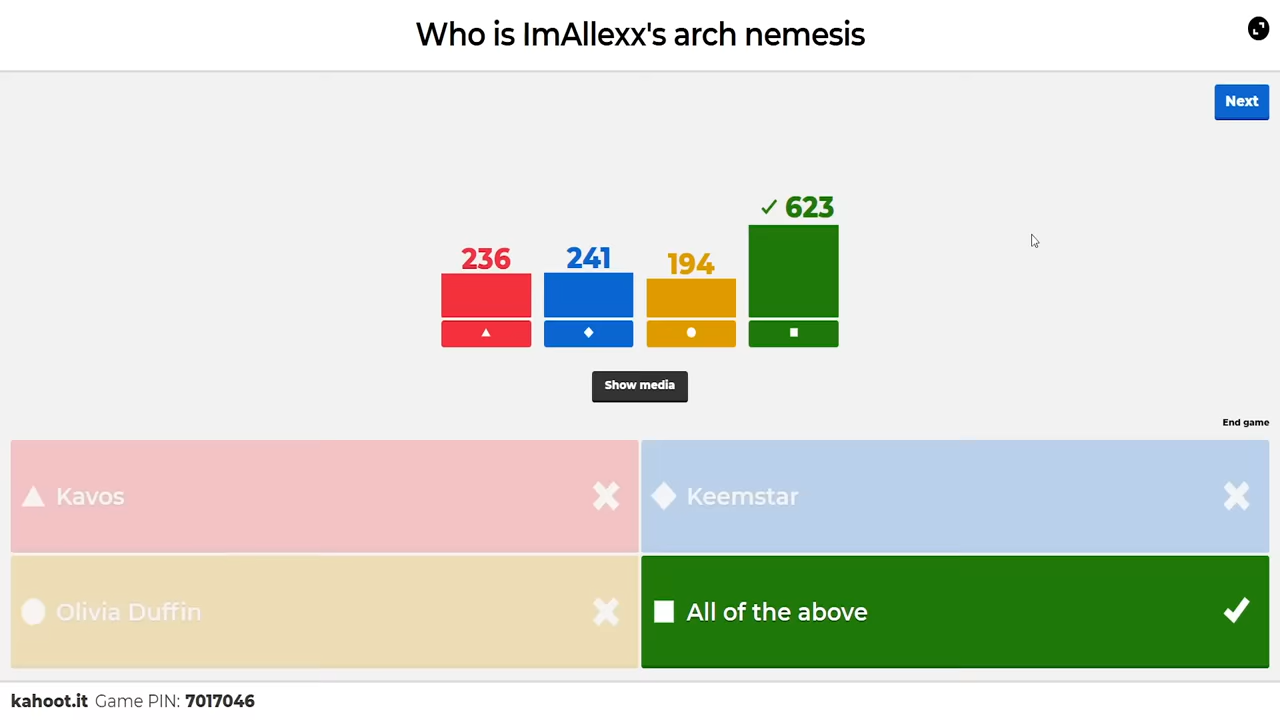 Who is ImAllexx's arch nemesis
Next
236
241
194
623
Show media
End game
Kavos
Keemstar
Olivia Duffin
All of the above
kahoot.it Game PIN: 7017046